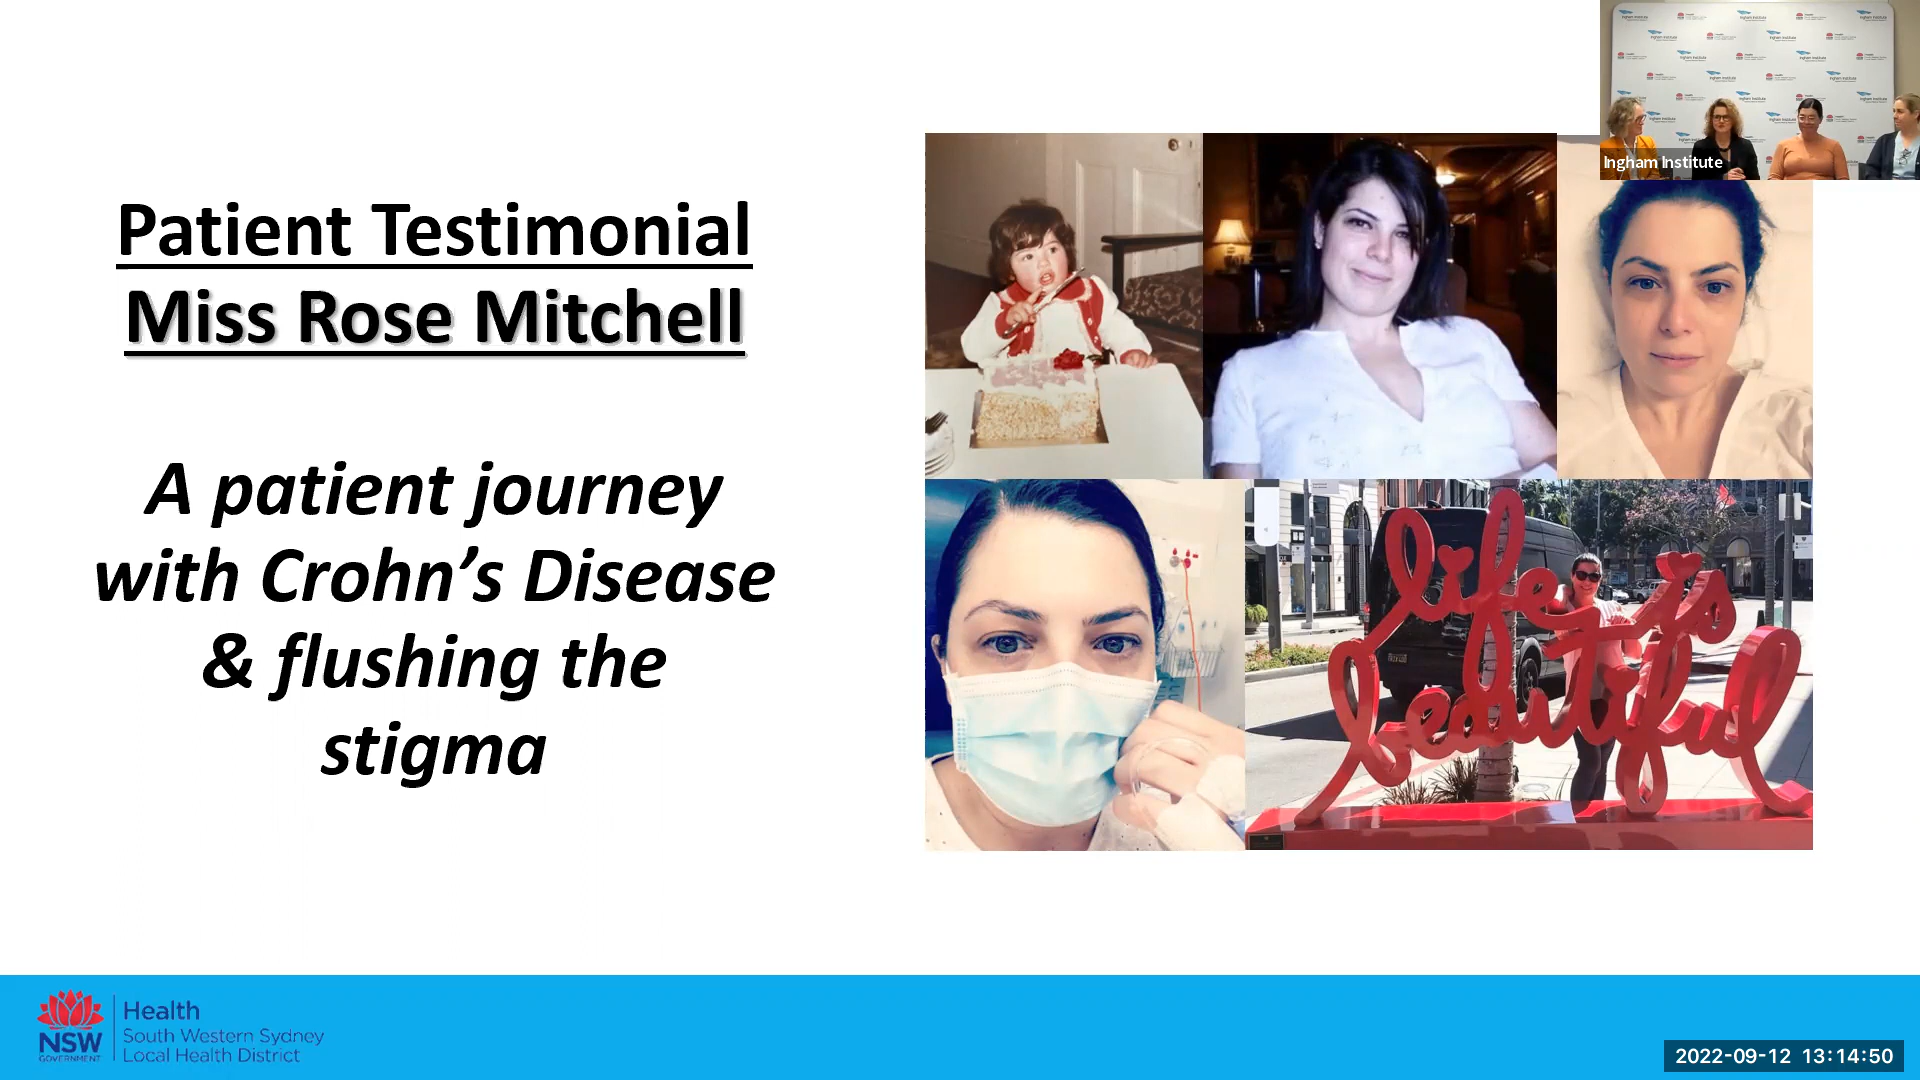 Patient Testimonial
Miss Rose Mitchell
A patient journey
with Crohn’s Disease
& flushing the
stigma
life is
beautiful
Ingham Institute
NSW
GOVERNMENT
Health
South Western Sydney
Local Health District
2022-09-12 13:14:50